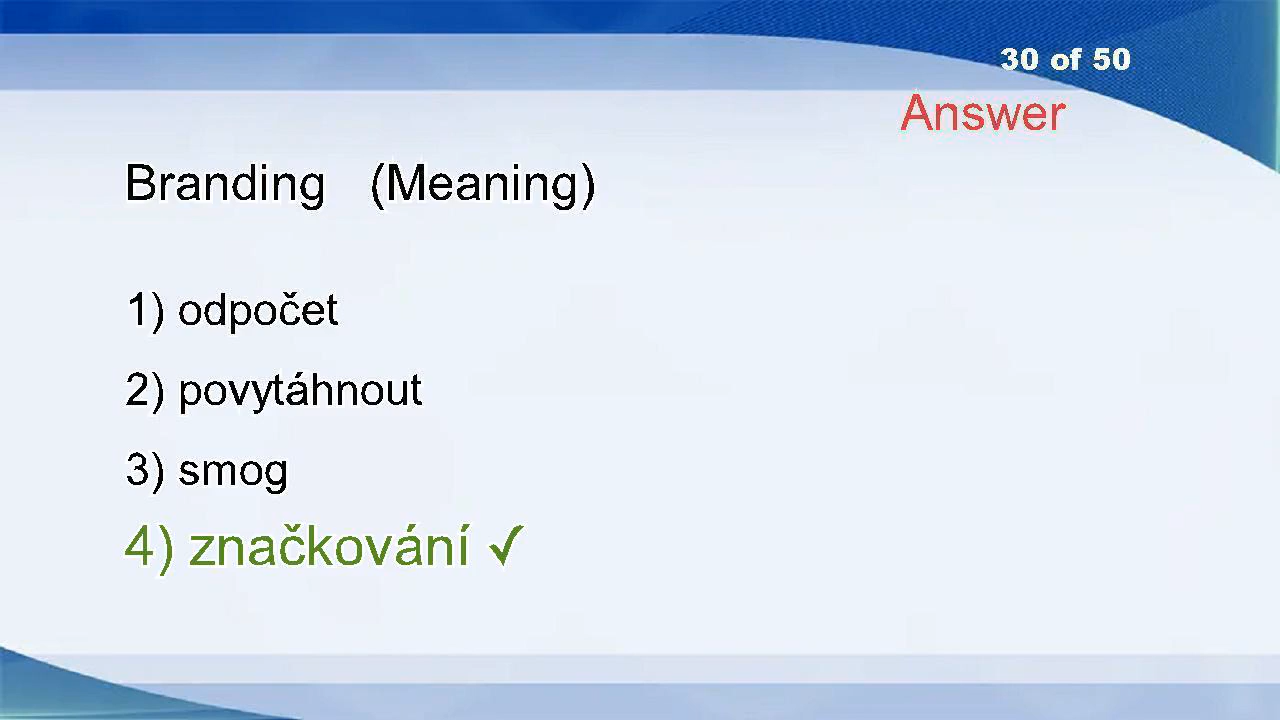 30 of 50
Answer
Branding (Meaning)
1) odpočet
2) povytáhnout
3) smog
4) značkování ✓